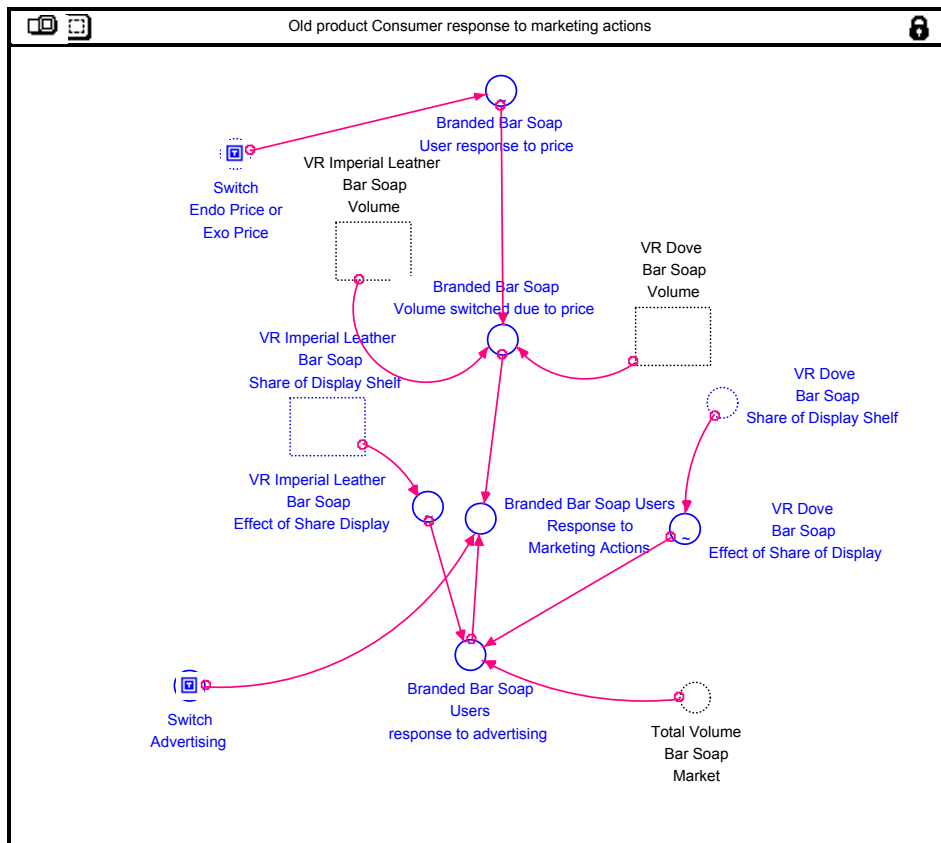 Old product Consumer response to marketing actions
Branded Bar Soap
User response to price
Switch
Endo Price or
Exo Price
VR Imperial Leather
Bar Soap
Volume
VR Dove
Bar Soap
Volume
Branded Bar Soap
Volume switched due to price
VR Imperial Leather
Bar Soap
Share of Display Shelf
VR Dove
Bar Soap
Share of Display Shelf
VR Imperial Leather
Bar Soap
Effect of Share Display
Branded Bar Soap Users
Response to
Marketing Actions
VR Dove
Bar Soap
Effect of Share of Display
~
Switch
Advertising
Branded Bar Soap
Users
response to advertising
Total Volume
Bar Soap
Market